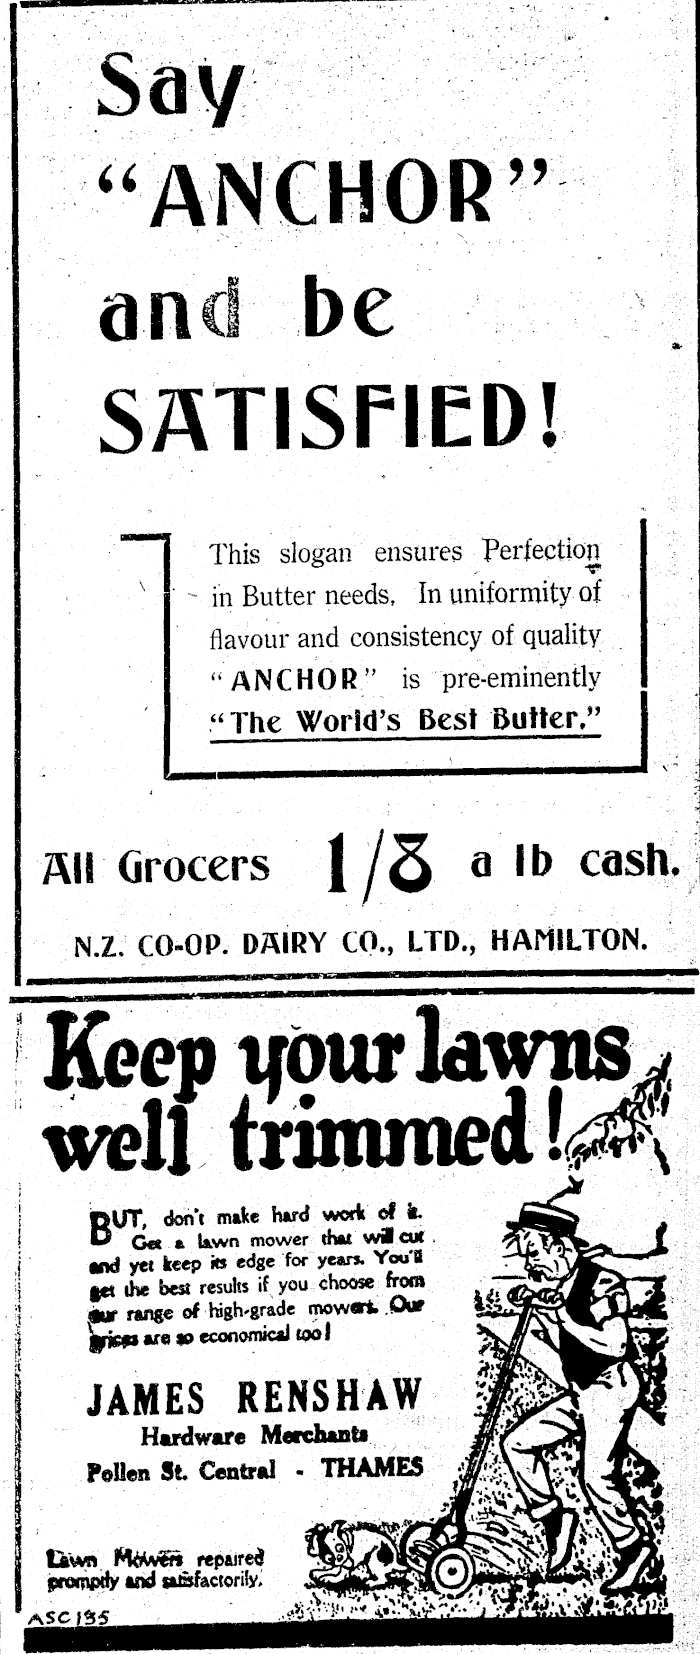 Say
“ANCHOR”
and be
SATISFIED!
This slogan ensures Perfection
in Butter needs, In uniformity of
flavour and consistency of quality
“ANCHOR” is pre-eminently
“The World's Best Butter.”
All Grocers 1/8 a lb cash.
N.Z. CO-OP. DAIRY CO., LTD., HAMILTON.
Keep your lawns
well trimmed!
BUT, don't make hard work of it.
Get a lawn mower that will cut
and yet keep its edge for years. You'll
get the best results if you choose from
our range of high-grade mowers. Our
prices are so economical too!
JAMES RENSHAW
Hardware Merchants
Pollen St. Central - THAMES
Lawn Mowers repaired
promptly and satisfactorily.
ASC135